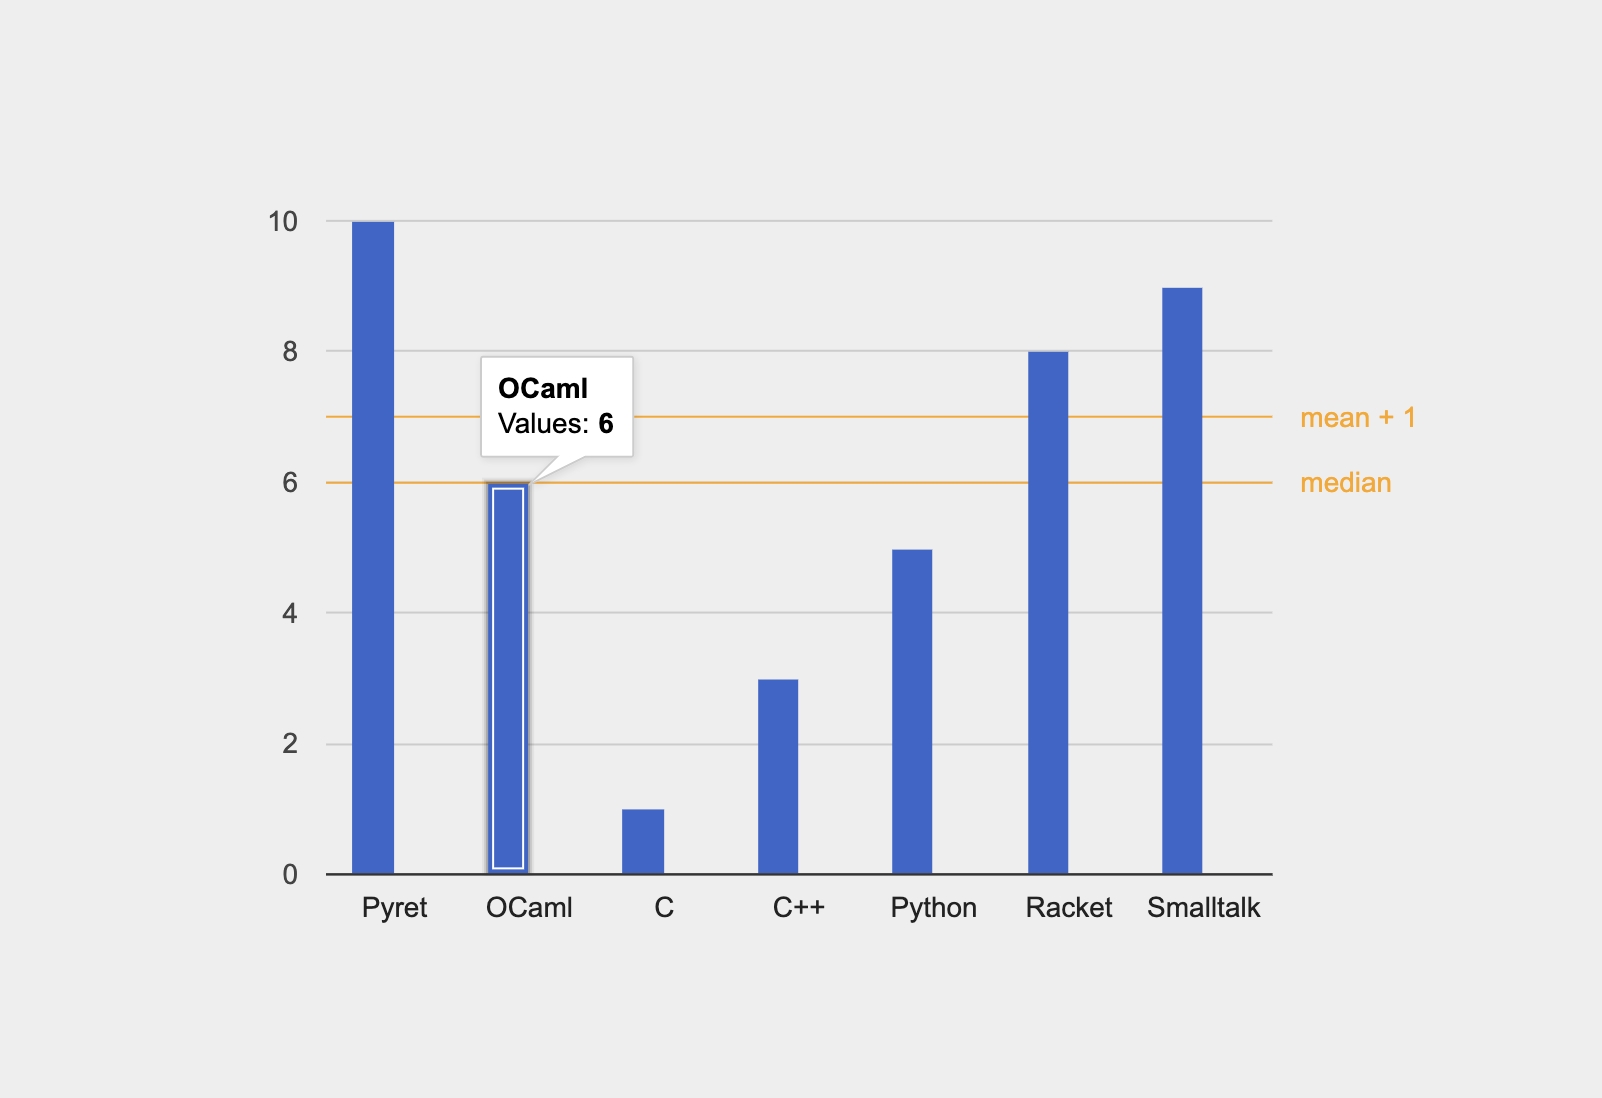 10
8
6
4
2
0
OCaml
Values: 6
mean + 1
median
Pyret
OCaml
C
C++
Python
Racket
Smalltalk